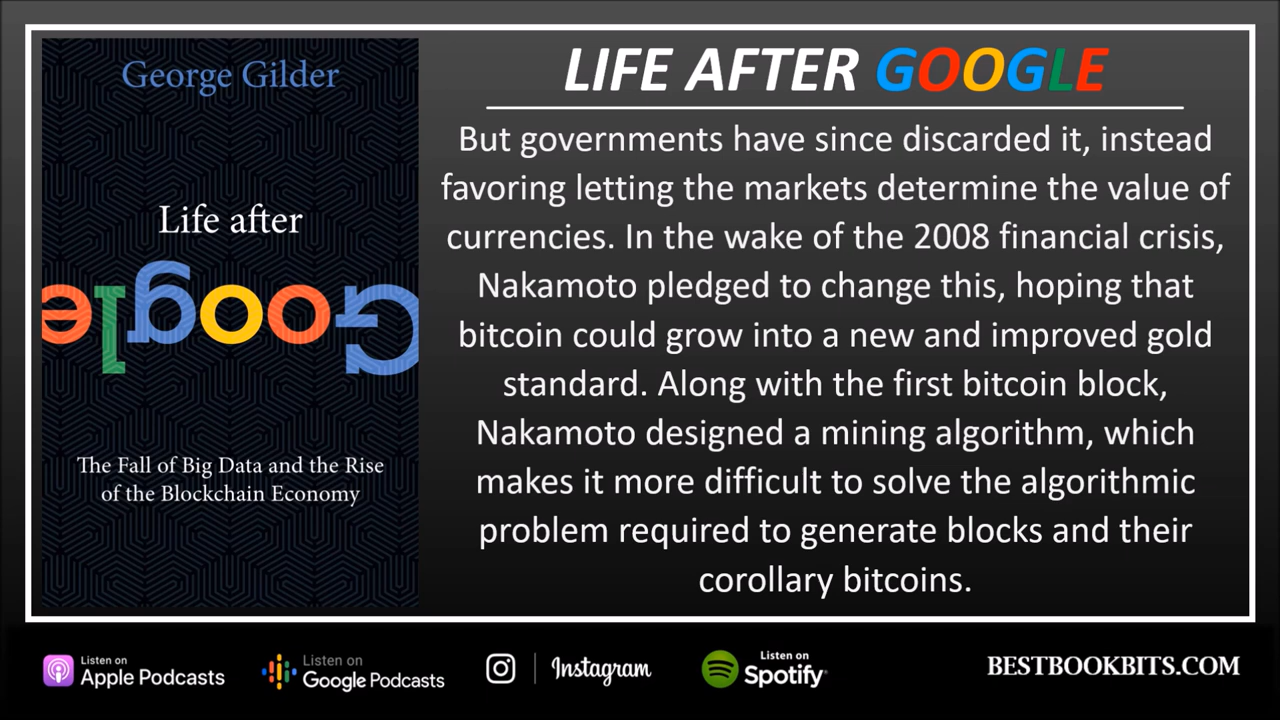 George Gilder
Life after
Google
The Fall of Big Data and the Rise
of the Blockchain Economy
LIFE AFTER GOOGLE
But governments have since discarded it, instead
favoring letting the markets determine the value of
currencies. In the wake of the 2008 financial crisis,
Nakamoto pledged to change this, hoping that
bitcoin could grow into a new and improved gold
standard. Along with the first bitcoin block,
Nakamoto designed a mining algorithm, which
makes it more difficult to solve the algorithmic
problem required to generate blocks and their
corollary bitcoins.
Listen on
Apple Podcasts
Listen on
Google Podcasts
Instagram
Listen on
Spotify
BESTBOOKBITS.COM